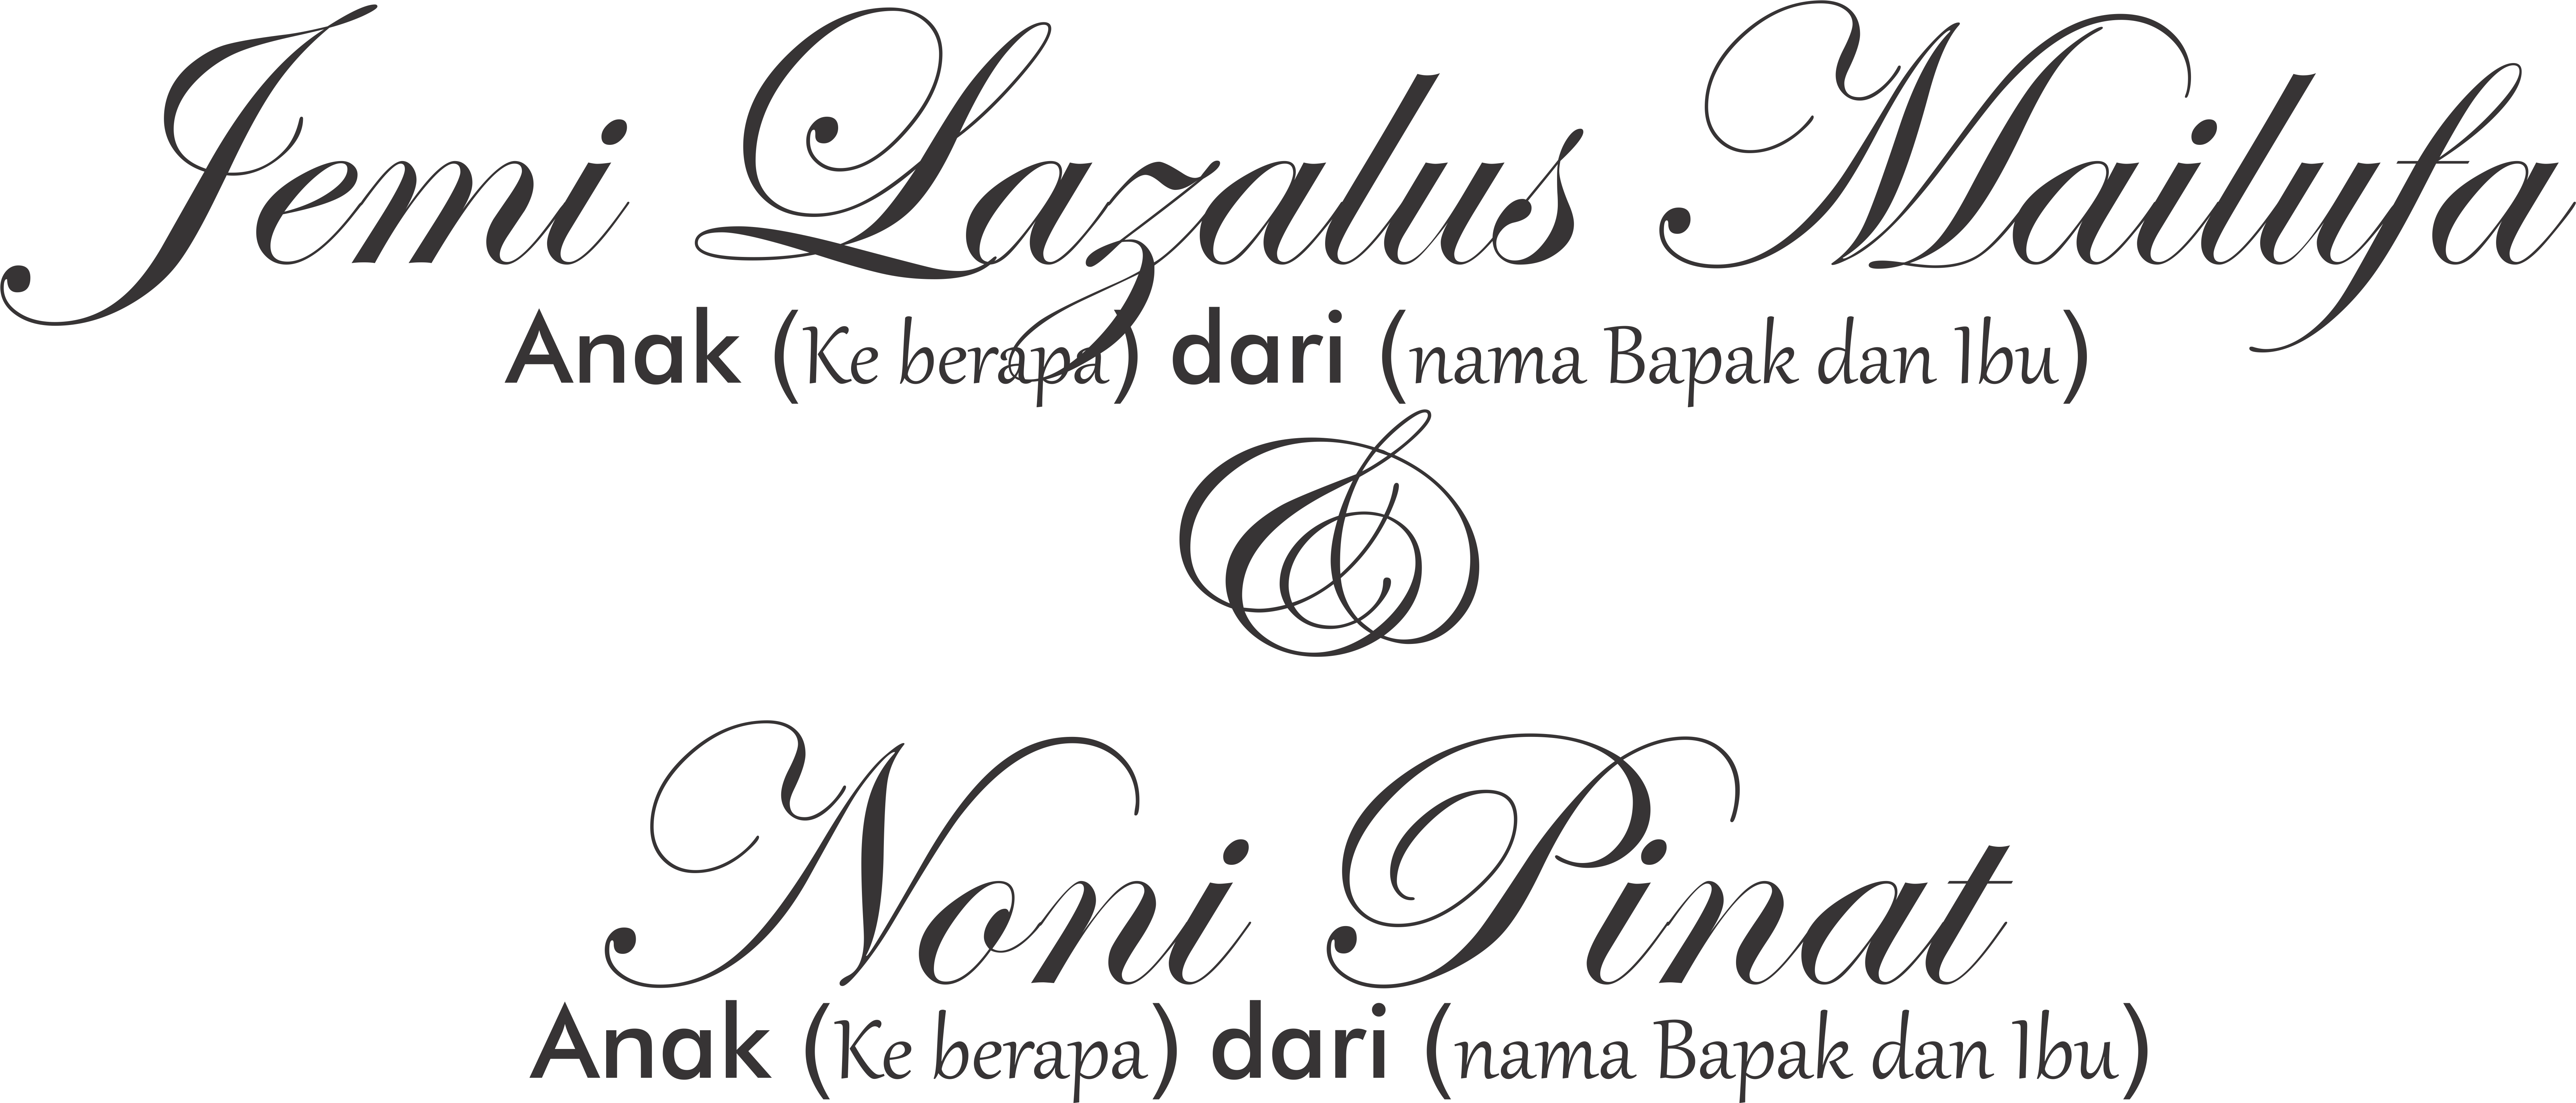 Jemi Lazalus Mailufa
Anak (Ke berapa) dari (nama Bapak dan Ibu)
&
Noni Pinat
Anak (Ke berapa) dari (nama Bapak dan Ibu)